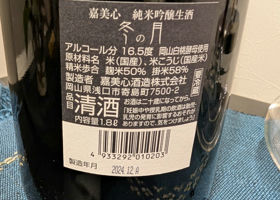 嘉美心 純米吟醸生酒
冬の月
アルコール分 16.5度 岡山白桃酵母使用
原材料名 米(国産)、米こうじ(国産米)
精米歩合 麹米50% 掛米58%
製造者 嘉美心酒造株式会社
岡山県浅口市寄島町7500-2
お酒は二十歳になってから。
品目 清酒
内容量 1.8ℓ
4 933292 010203
製造年月 2024.12.A